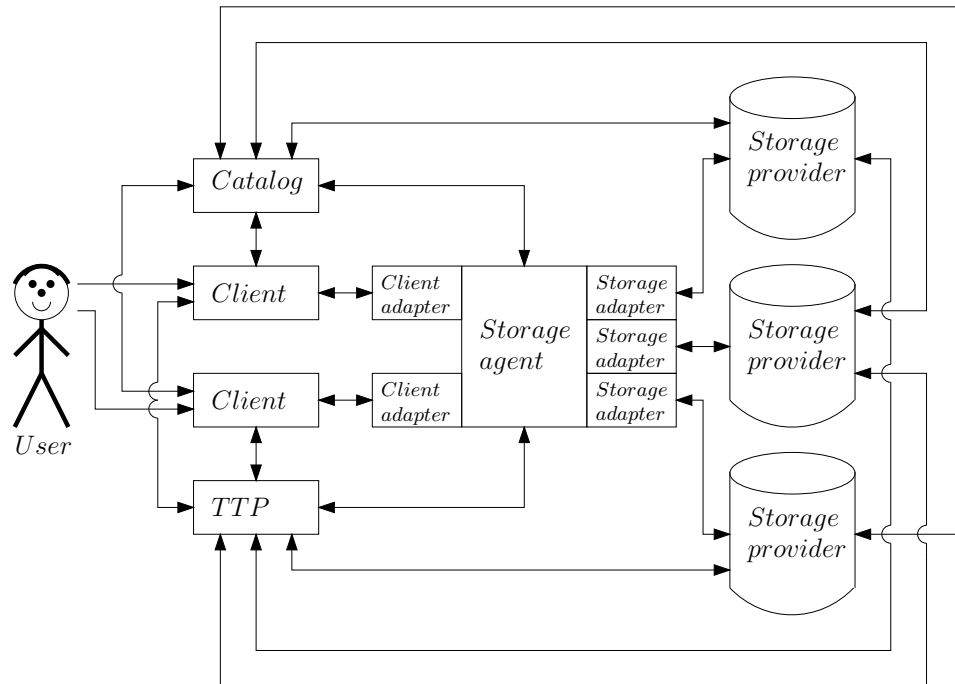 Storage
provider
Catalog
Client
Client
adapter
Storage
agent
Storage
adapter
Storage
adapter
Storage
provider
Client
Client
adapter
Storage
adapter
User
TTP
Storage
provider